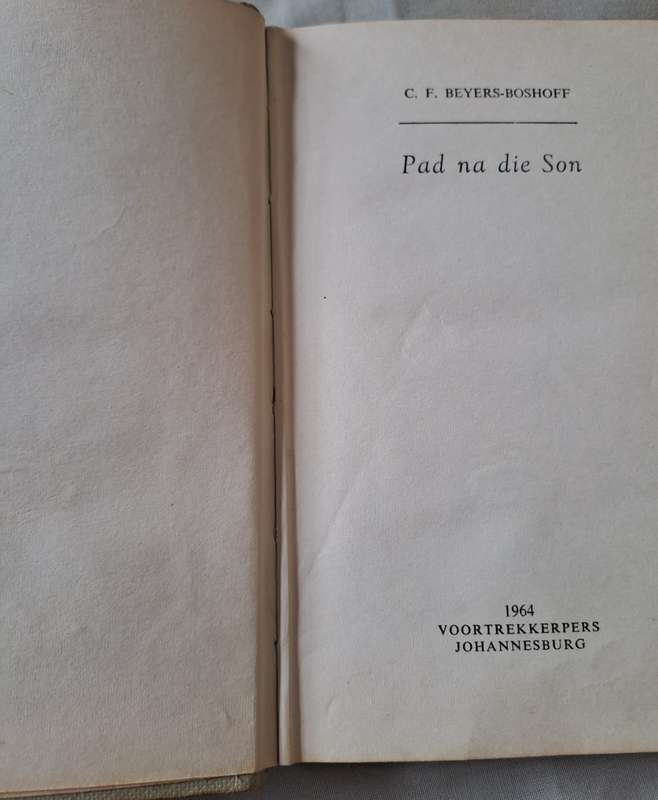 C. F. BEYERS-BOSHOFF
Pad na die Son
1964
VOORTREKKERPERS
JOHANNESBURG